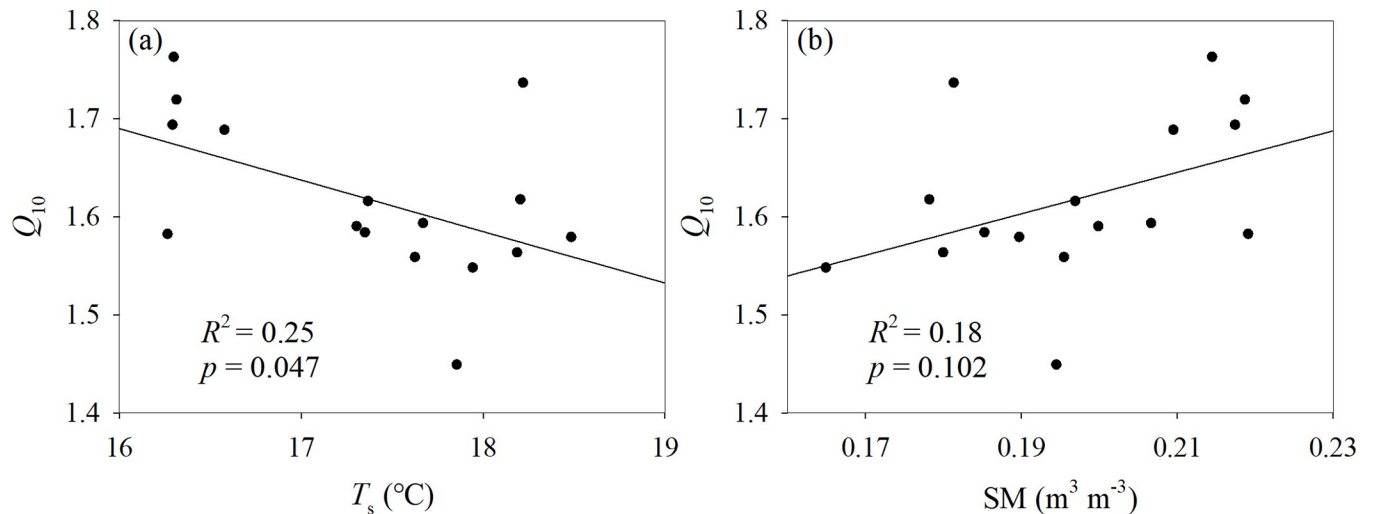 (a)
1.8
1.7
1.6
1.5
1.4
Q10
R2 = 0.25
p = 0.047
16
17
18
19
Ts (°C)
(b)
1.8
1.7
1.6
1.5
1.4
Q10
R2 = 0.18
p = 0.102
0.17
0.19
0.21
0.23
SM (m3 m-3)